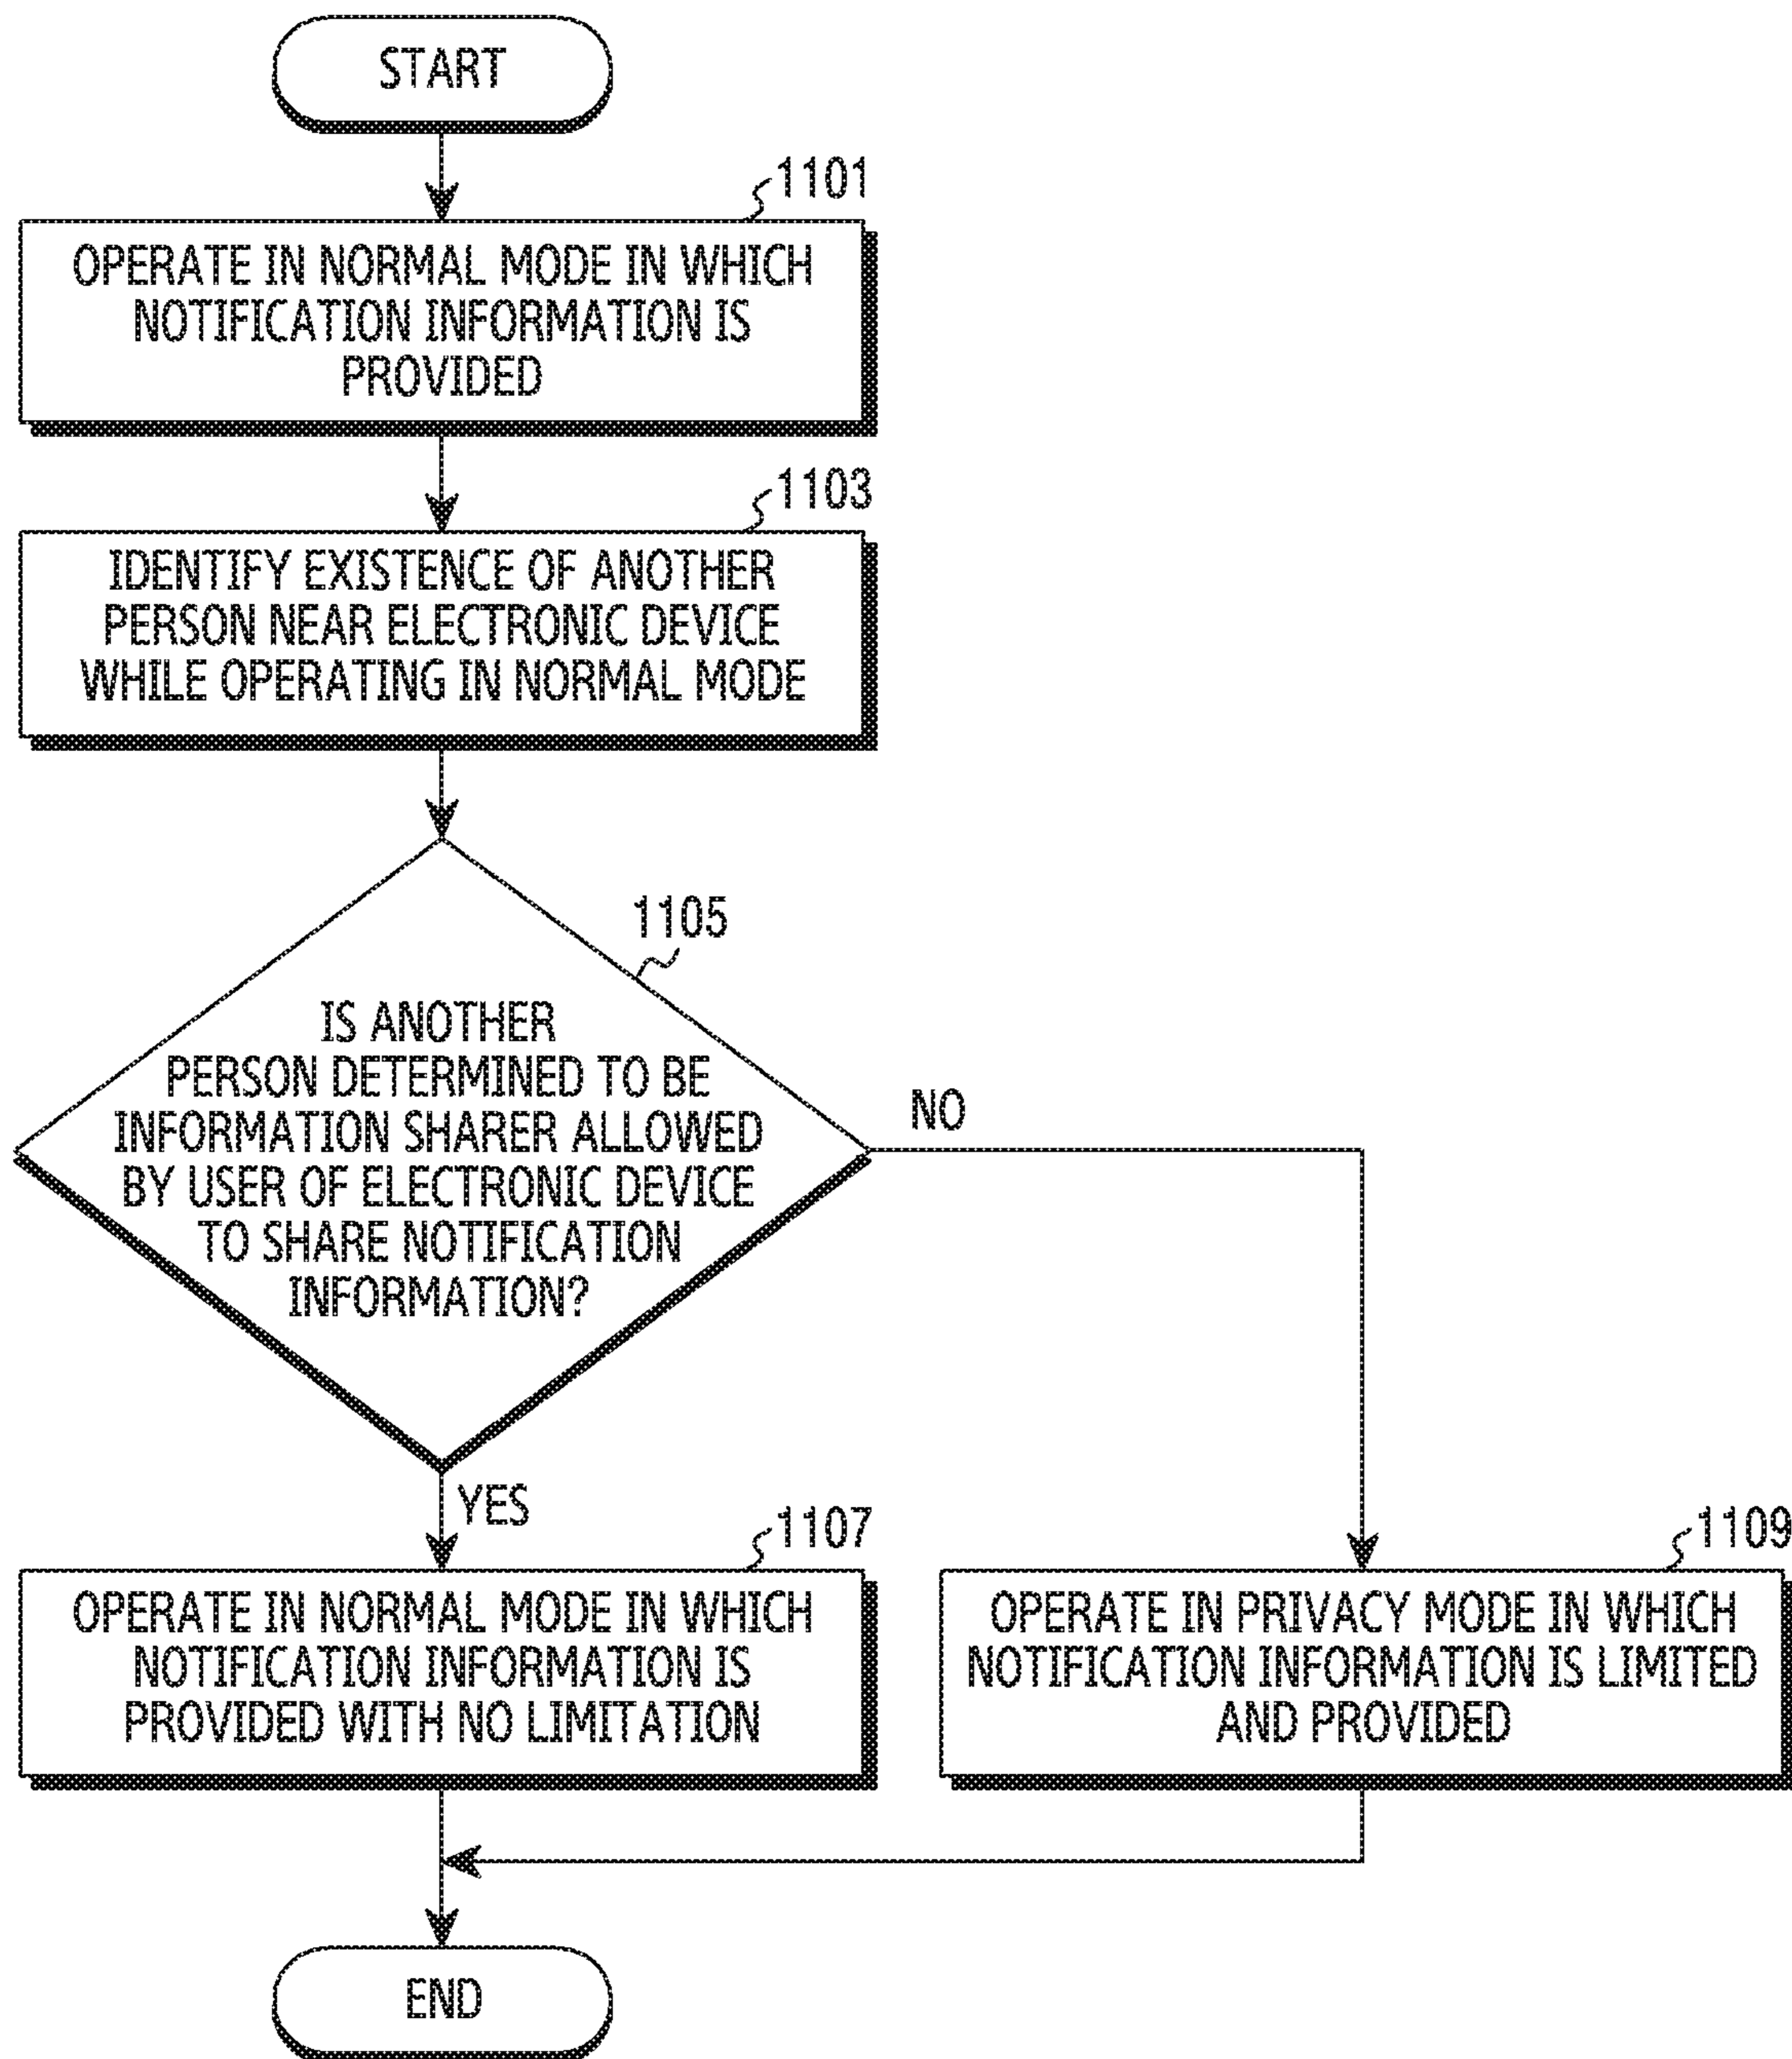 START
1101
OPERATE IN NORMAL MODE IN WHICH
NOTIFICATION INFORMATION IS
PROVIDED
1103
IDENTIFY EXISTENCE OF ANOTHER
PERSON NEAR ELECTRONIC DEVICE
WHILE OPERATING IN NORMAL MODE
1105
IS ANOTHER
PERSON DETERMINED TO BE
INFORMATION SHARER ALLOWED
BY USER OF ELECTRONIC DEVICE
TO SHARE NOTIFICATION
INFORMATION?
NO
YES
1107
OPERATE IN NORMAL MODE IN WHICH
NOTIFICATION INFORMATION IS
PROVIDED WITH NO LIMITATION
1109
OPERATE IN PRIVACY MODE IN WHICH
NOTIFICATION INFORMATION IS LIMITED
AND PROVIDED
END